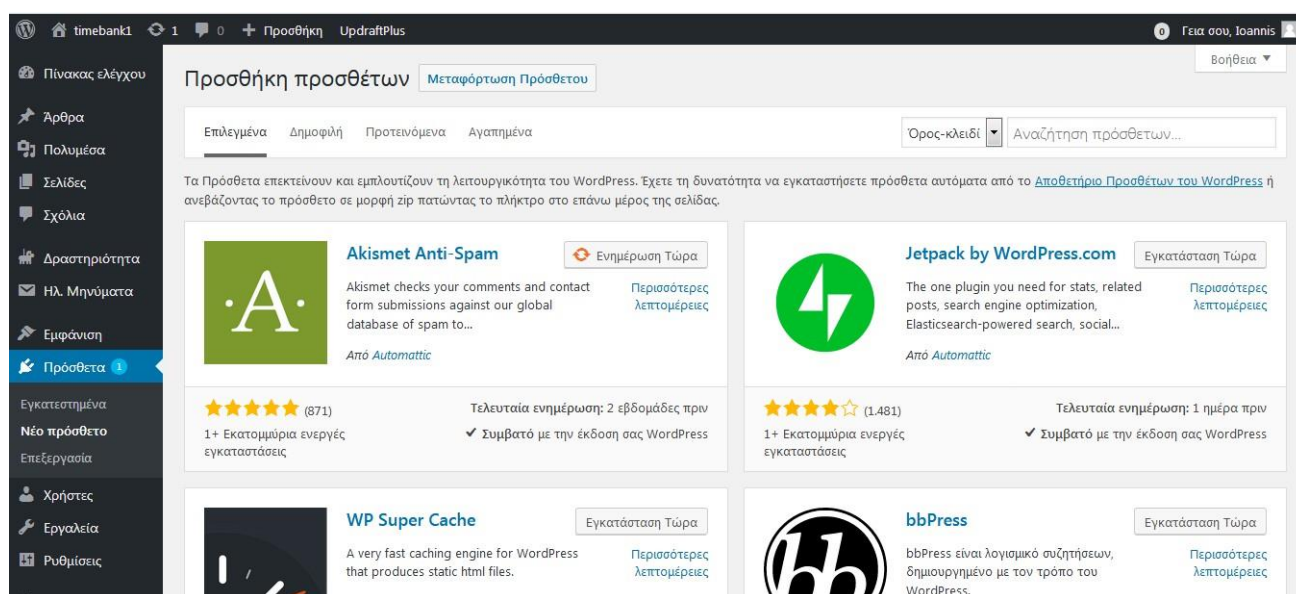 timebank1 1 0 + Προσθήκη UpdraftPlus 0 Γεια σου, Ioannis
Βοήθεια
Πίνακας ελέγχου
Άρθρα
Πολυμέσα
Σελίδες
Σχόλια
Δραστηριότητα
Ηλ. Μηνύματα
Εμφάνιση
Πρόσθετα 1
Εγκατεστημένα
Νέο πρόσθετο
Επεξεργασία
Χρήστες
Εργαλεία
Ρυθμίσεις
Προσθήκη προσθέτων Μεταφόρτωση Πρόσθετου
Επιλεγμένα Δημοφιλή Προτεινόμενα Αγαπημένα Όρος-κλειδί Αναζήτηση πρόσθετων...
Τα Πρόσθετα επεκτείνουν και εμπλουτίζουν τη λειτουργικότητα του WordPress. Έχετε τη δυνατότητα να εγκαταστήσετε πρόσθετα αυτόματα από το Αποθετήριο Προσθέτων του WordPress ή
ανεβάζοντας το πρόσθετο σε μορφή zip πατώντας το πλήκτρο στο επάνω μέρος της σελίδας.
·A·
Akismet Anti-Spam
Ενημέρωση Τώρα
Akismet checks your comments and contact
form submissions against our global
database of spam to...
Από Automattic
Περισσότερες
λεπτομέρειες
(871)
1+ Εκατομμύρια ενεργές
εγκαταστάσεις
Τελευταία ενημέρωση: 2 εβδομάδες πριν
✔ Συμβατό με την έκδοση σας WordPress
Jetpack by WordPress.com
Εγκατάσταση Τώρα
The one plugin you need for stats, related
posts, search engine optimization,
Elasticsearch-powered search, social...
Από Automattic
Περισσότερες
λεπτομέρειες
(1.481)
1+ Εκατομμύρια ενεργές
εγκαταστάσεις
Τελευταία ενημέρωση: 1 ημέρα πριν
✔ Συμβατό με την έκδοση σας WordPress
WP Super Cache
Εγκατάσταση Τώρα
A very fast caching engine for WordPress
that produces static html files.
Περισσότερες
λεπτομέρειες
bb
bbPress
Εγκατάσταση Τώρα
bbPress είναι λογισμικό συζητήσεων,
δημιουργημένο με τον τρόπο του
WordPress.
Περισσότερες
λεπτομέρειες